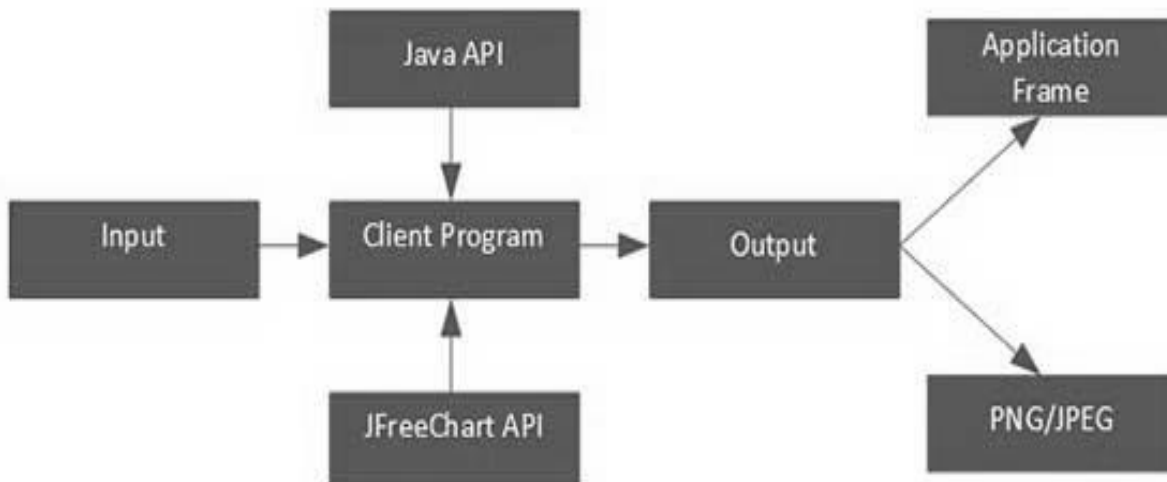 Java API
Application
Frame
Input
Client Program
Output
JFreeChart API
PNG/JPEG